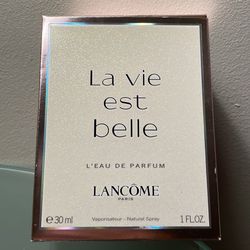 La vie
est
belle
L'EAU DE PARFUM
LANCÔME
PARIS
e 30 ml
Vaporisateur - Natural Spray
1 FL.OZ.